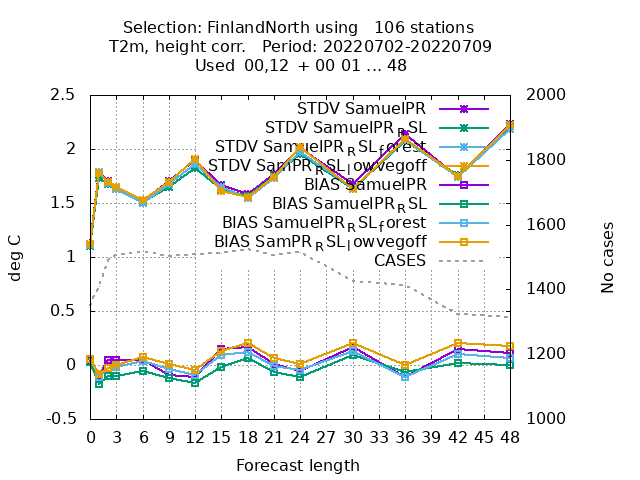 Selection: FinlandNorth using   106 stations
T2m, height corr.   Period: 20220702-20220709
Used  00,12  + 00 01 ... 48
STDV SamuelPR
STDV SamuelPR_RSL
STDV SamuelPR_RSL_forest
STDV SamPR_RSL_lowvegoff
BIAS SamuelPR
BIAS SamuelPR_RSL
BIAS SamuelPR_RSL_forest
BIAS SamPR_RSL_lowvegoff
CASES
2.5
2
1.5
1
0.5
0
-0.5
deg C
2000
1800
1600
1400
1200
1000
No cases
0 3 6 9 12 15 18 21 24 27 30 33 36 39 42 45 48
Forecast length